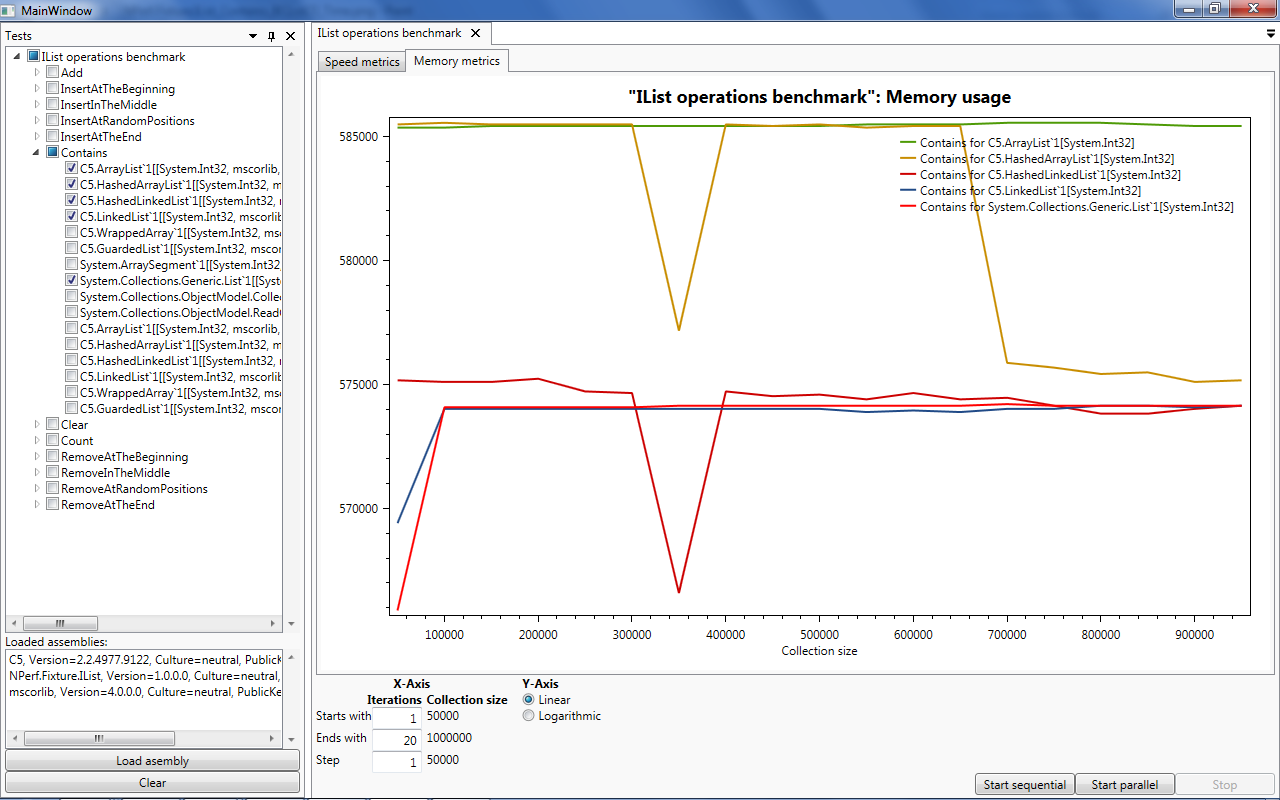 MainWindow
Tests
IList operations benchmark
Add
InsertAtTheBeginning
InsertInTheMiddle
InsertAtRandomPositions
InsertAtTheEnd
Contains
C5.ArrayList`1[[System.Int32, mscorlib,
C5.HashedArrayList`1[[System.Int32, m
C5.HashedLinkedList`1[[System.Int32, r
C5.LinkedList`1[[System.Int32, mscorlib
C5.WrappedArray`1[[System.Int32, msc
C5.GuardedList`1[[System.Int32, mscor
System.ArraySegment`1[[System.Int32,
System.Collections.Generic.List`1[[Syst
System.Collections.ObjectModel.Colle
System.Collections.ObjectModel.Read
C5.ArrayList`1[[System.Int32, mscorlib,
C5.HashedArrayList`1[[System.Int32, m
C5.HashedLinkedList`1[[System.Int32, r
C5.LinkedList`1[[System.Int32, mscorlib
C5.WrappedArray`1[[System.Int32, msc
C5.GuardedList`1[[System.Int32, mscor
Clear
Count
RemoveAtTheBeginning
RemoveInTheMiddle
RemoveAtRandomPositions
RemoveAtTheEnd
Loaded assemblies:
C5, Version=2.2.4977.9122, Culture=neutral, PublicK
NPerf.Fixture.IList, Version=1.0.0.0, Culture=neutral,
mscorlib, Version=4.0.0.0, Culture=neutral, PublicKe
Load asembly
Clear
IList operations benchmark
Speed metrics
Memory metrics
"IList operations benchmark": Memory usage
585000
580000
575000
570000
Contains for C5.ArrayList`1[System.Int32]
Contains for C5.HashedArrayList`1[System.Int32]
Contains for C5.HashedLinkedList`1[System.Int32]
Contains for C5.LinkedList`1[System.Int32]
Contains for System.Collections.Generic.List`1[System.Int32]
100000 200000 300000 400000 500000 600000 700000 800000 900000
Collection size
X-Axis
Iterations Collection size
Starts with 1 50000
Ends with 20 1000000
Step 1 50000
Y-Axis
Linear
Logarithmic
Start sequential
Start parallel
Stop